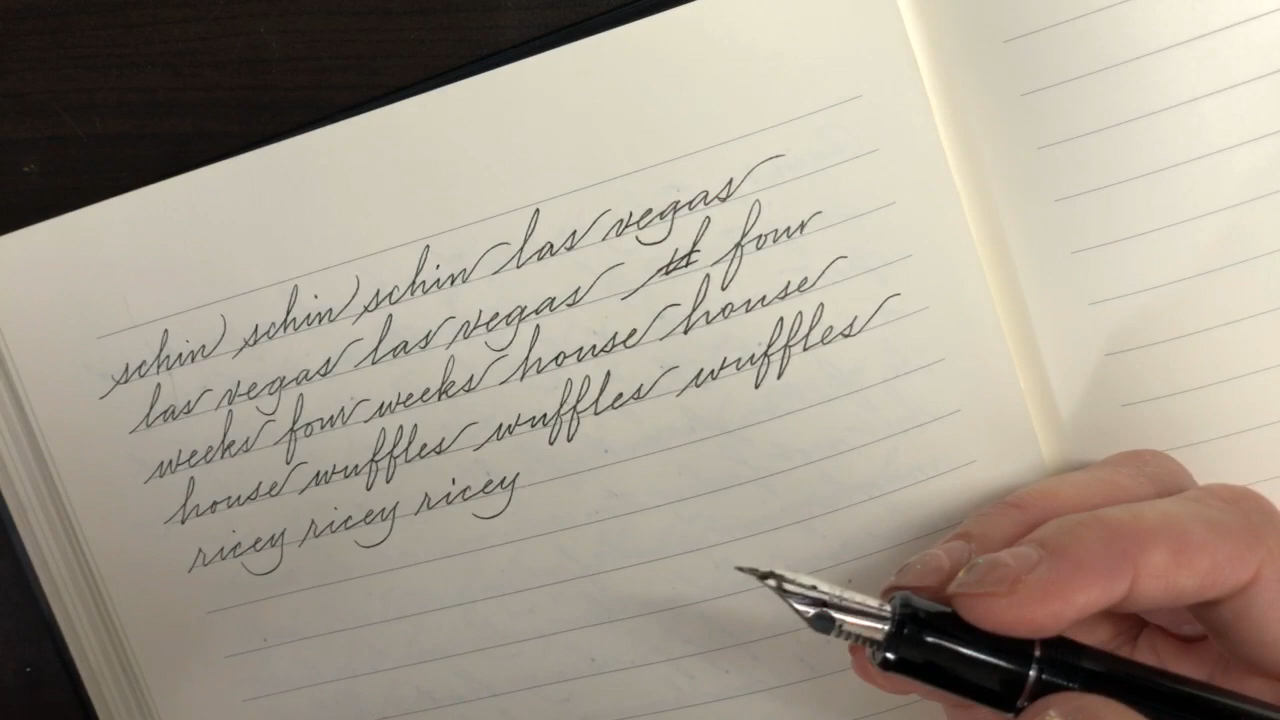 schin schin schin las vegas
las vegas las vegas four
weeks four weeks house house
house wuffles wuffles wuffles
ricey ricey ricey